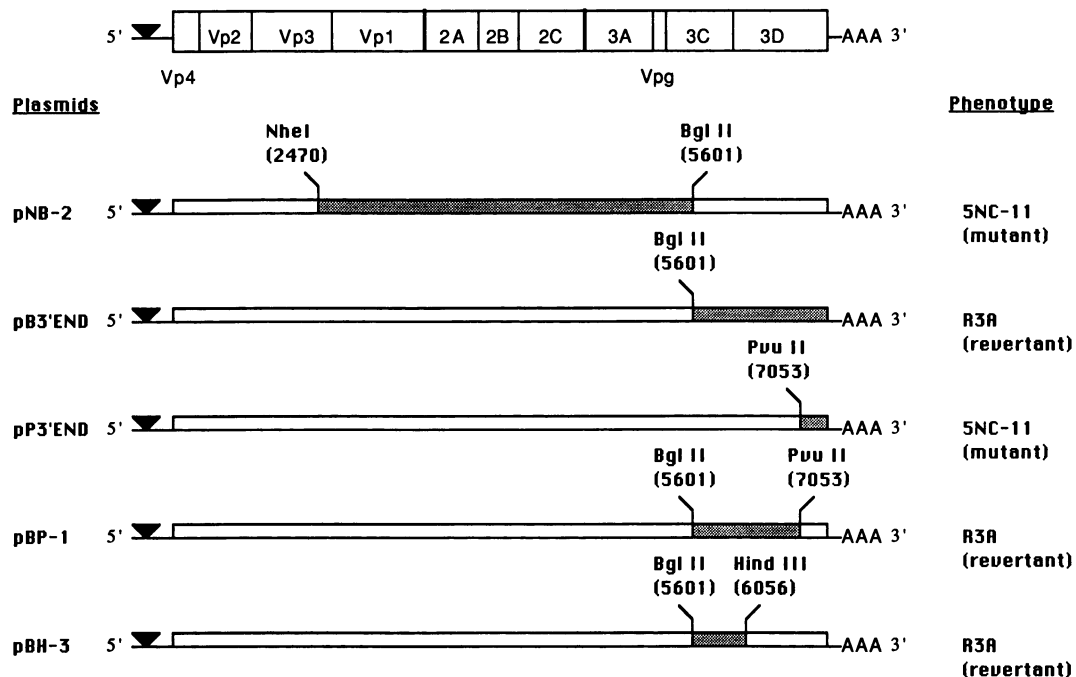 5' Vp2 Vp3 Vp1 2A 2B 2C 3A 3C 3D AAA 3'
Vp4 Vpg
Plasmids Phenotype
NheI Bgl II
(2470) (5601)
pNB-2 5' AAA 3' 5NC-11
(mutant)
Bgl II
(5601)
pB3'END 5' AAA 3' R3A
(revertant)
Pvu II
(7053)
pP3'END 5' AAA 3' 5NC-11
(mutant)
Bgl II Pvu II
(5601) (7053)
pBP-1 5' AAA 3' R3A
(revertant)
Bgl II Hind III
(5601) (6056)
pBH-3 5' AAA 3' R3A
(revertant)